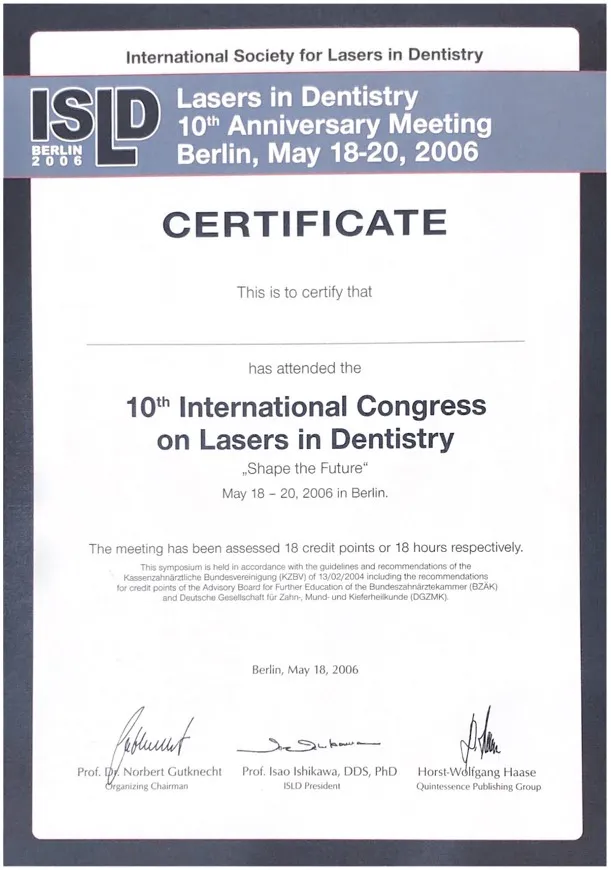 International Society for Lasers in Dentistry
ISLD
BERLIN
2006
Lasers in Dentistry
10th Anniversary Meeting
Berlin, May 18-20, 2006
CERTIFICATE
This is to certify that
has attended the
10th International Congress
on Lasers in Dentistry
„Shape the Future“
May 18 – 20, 2006 in Berlin.
The meeting has been assessed 18 credit points or 18 hours respectively.
This symposium is held in accordance with the guidelines and recommendations of the
Kassenzahnärztliche Bundesvereinigung (KZBV) of 13/02/2004 including the recommendations
for credit points of the Advisory Board for Further Education of the Bundeszahnärztekammer (BZÄK)
and Deutsche Gesellschaft für Zahn-, Mund- und Kieferheilkunde (DGZMK).
Berlin, May 18, 2006
Prof. Dr. Norbert Gutknecht
Organizing Chairman
Prof. Isao Ishikawa, DDS, PhD
ISLD President
Horst-Wolfgang Haase
Quintessence Publishing Group